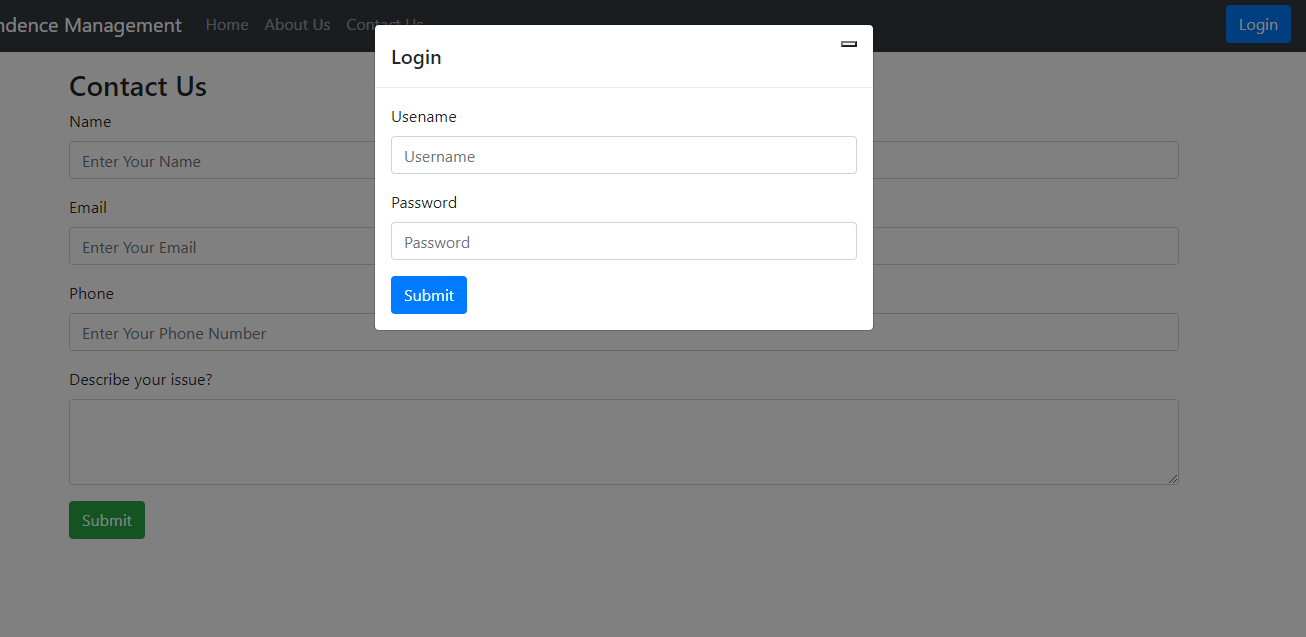 ndence Management Home About Us Contact Us Login
Login
Usename
Username
Password
Password
Submit
Contact Us
Name
Enter Your Name
Email
Enter Your Email
Phone
Enter Your Phone Number
Describe your issue?
Submit